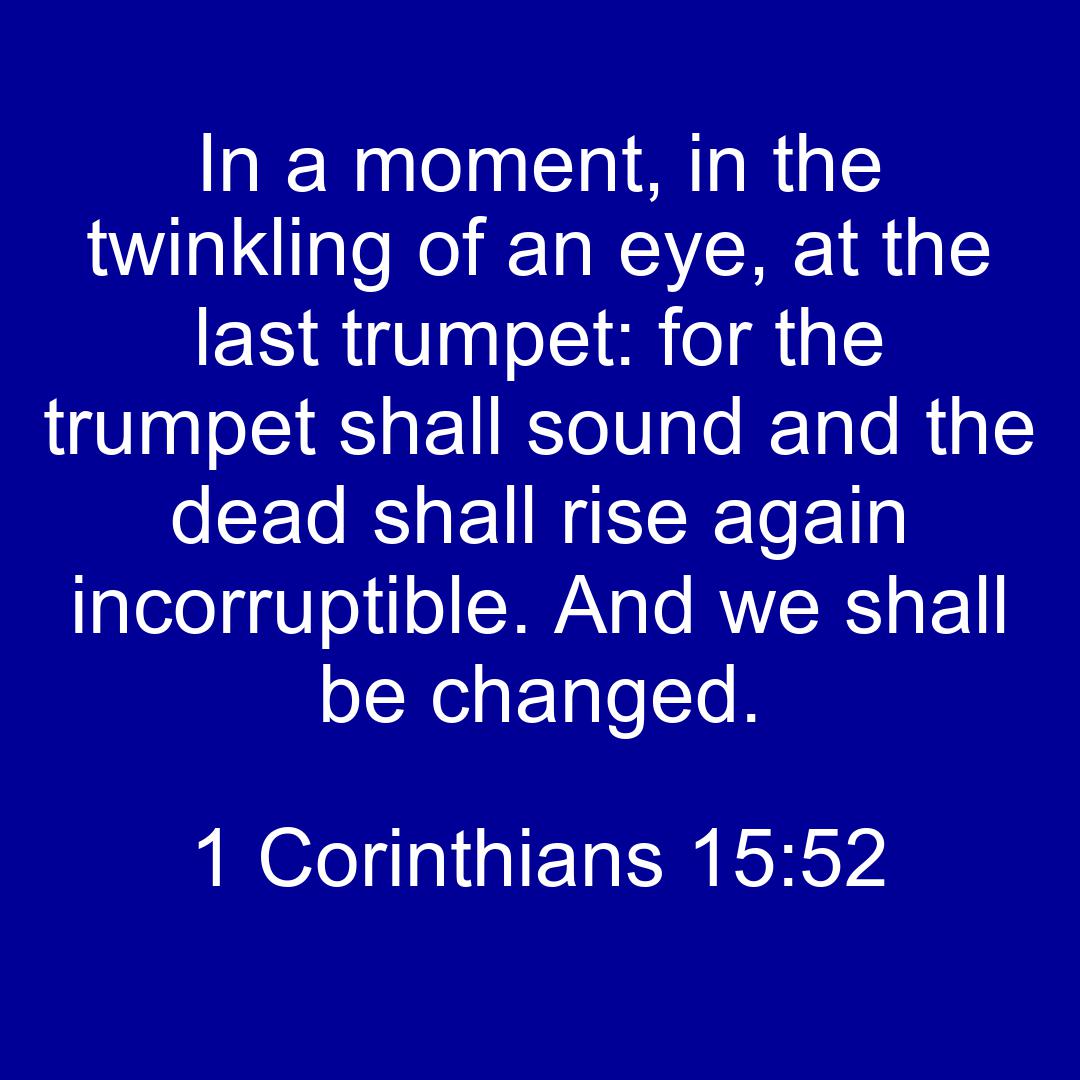 In a moment, in the
twinkling of an eye, at the
last trumpet: for the
trumpet shall sound and the
dead shall rise again
incorruptible. And we shall
be changed.
1 Corinthians 15:52